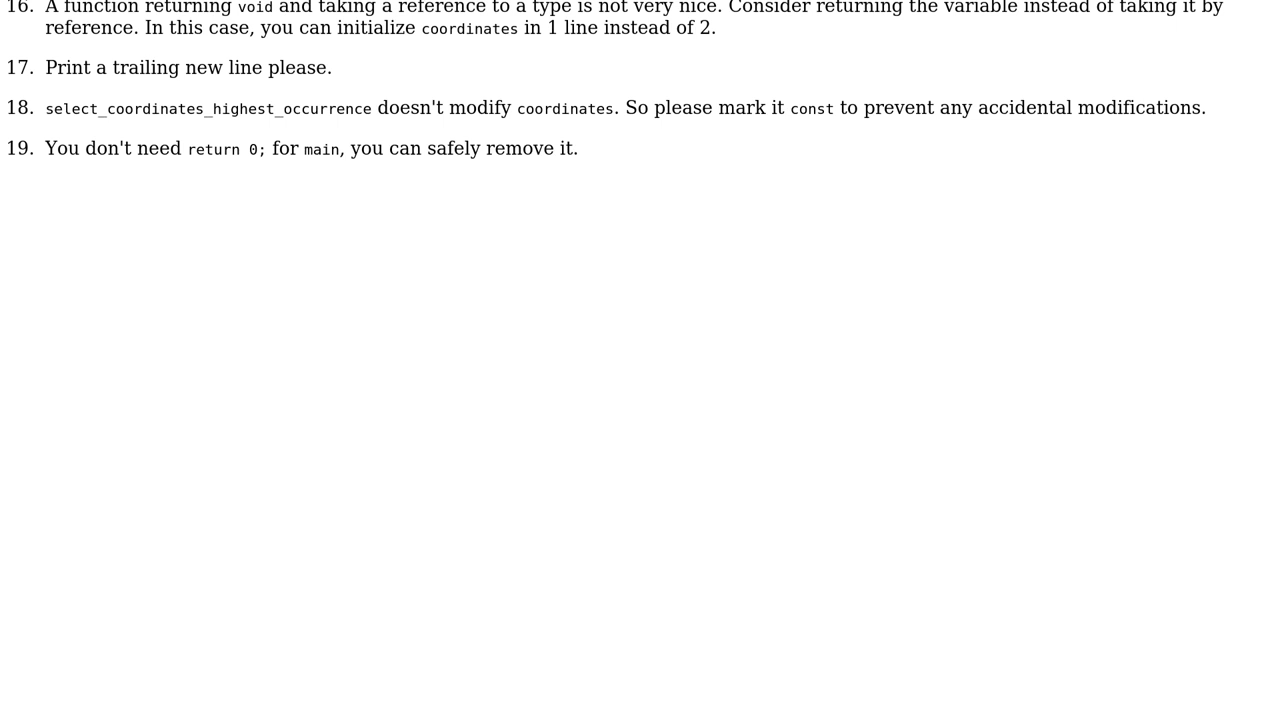 16. A function returning void and taking a reference to a type is not very nice. Consider returning the variable instead of taking it by
reference. In this case, you can initialize coordinates in 1 line instead of 2.
17. Print a trailing new line please.
18. select_coordinates_highest_occurrence doesn't modify coordinates. So please mark it const to prevent any accidental modifications.
19. You don't need return 0; for main, you can safely remove it.